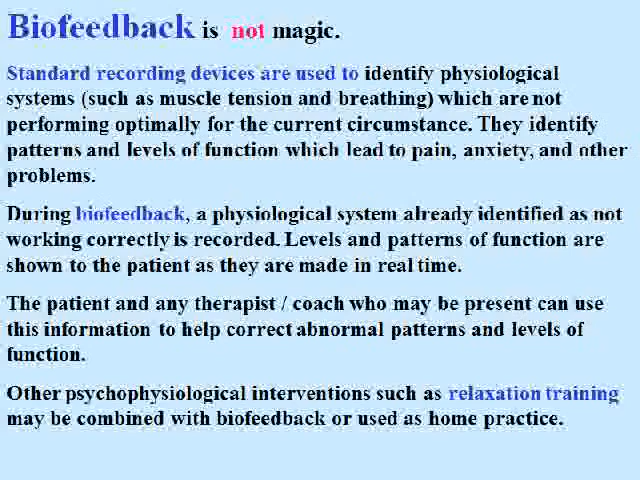 Biofeedback is not magic.
Standard recording devices are used to identify physiological
systems (such as muscle tension and breathing) which are not
performing optimally for the current circumstance. They identify
patterns and levels of function which lead to pain, anxiety, and other
problems.
During biofeedback, a physiological system already identified as not
working correctly is recorded. Levels and patterns of function are
shown to the patient as they are made in real time.
The patient and any therapist / coach who may be present can use
this information to help correct abnormal patterns and levels of
function.
Other psychophysiological interventions such as relaxation training
may be combined with biofeedback or used as home practice.